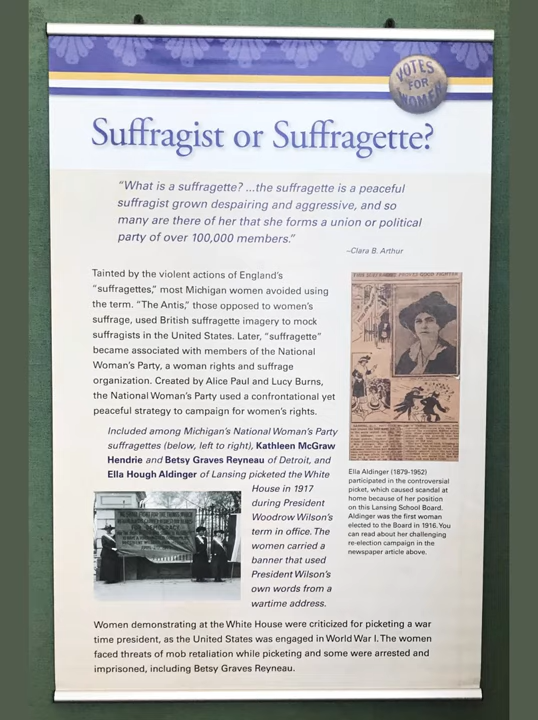 VOTES
FOR
WOMEN
Suffragist or Suffragette?
“What is a suffragette? ...the suffragette is a peaceful
suffragist grown despairing and aggressive, and so
many are there of her that she forms a union or political
party of over 100,000 members.”
–Clara B. Arthur
Tainted by the violent actions of England’s
“suffragettes,” most Michigan women avoided using
the term. “The Antis,” those opposed to women’s
suffrage, used British suffragette imagery to mock
suffragists in the United States. Later, “suffragette”
became associated with members of the National
Woman’s Party, a woman rights and suffrage
organization. Created by Alice Paul and Lucy Burns,
the National Woman’s Party used a confrontational yet
peaceful strategy to campaign for women’s rights.
Included among Michigan’s National Woman’s Party
suffragettes (below, left to right), Kathleen McGraw
Hendrie and Betsy Graves Reyneau of Detroit, and
Ella Hough Aldinger of Lansing picketed the White
House in 1917
during President
Woodrow Wilson’s
term in office. The
women carried a
banner that used
President Wilson’s
own words from a
wartime address.
Ella Aldinger (1879-1952)
participated in the controversial
picket, which caused scandal at
home because of her position
on this Lansing School Board.
Aldinger was the first woman
elected to the Board in 1916. You
can read about her challenging
re-election campaign in the
newspaper article above.
Women demonstrating at the White House were criticized for picketing a war
time president, as the United States was engaged in World War I. The women
faced threats of mob retaliation while picketing and some were arrested and
imprisoned, including Betsy Graves Reyneau.